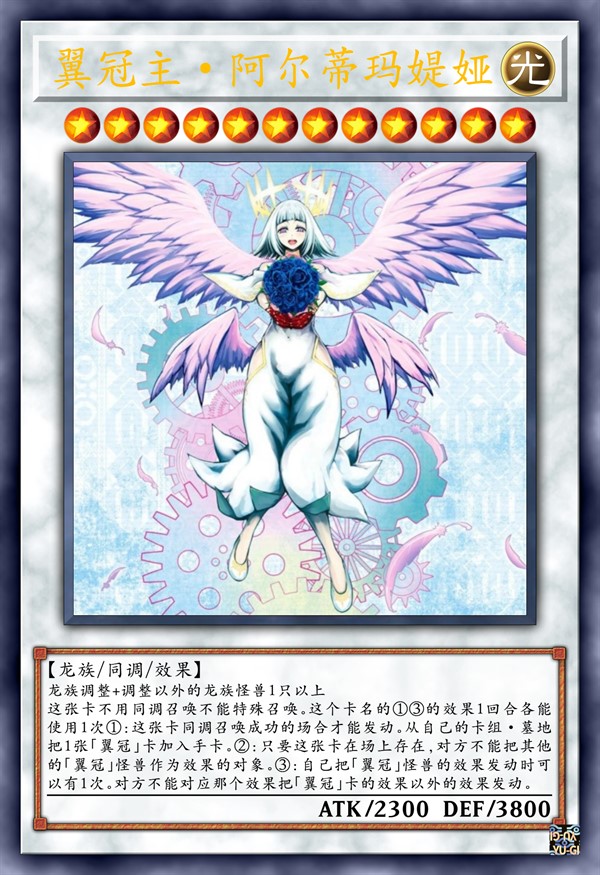 翼冠主·阿尔蒂玛媞娅
光
【龙族/同调/效果】
龙族调整+调整以外的龙族怪兽1只以上
这张卡不用同调召唤不能特殊召唤。这个卡名的①③的效果1回合各能
使用1次①:这张卡同调召唤成功的场合才能发动。从自己的卡组·墓地
把1张「翼冠」卡加入手卡。②:只要这张卡在场上存在,对方不能把其他
的「翼冠」怪兽作为效果的对象。③:自己把「翼冠」怪兽的效果发动时可
以有1次。对方不能对应那个效果把「翼冠」卡的效果以外的效果发动。
ATK/2300 DEF/3800
YU-GI